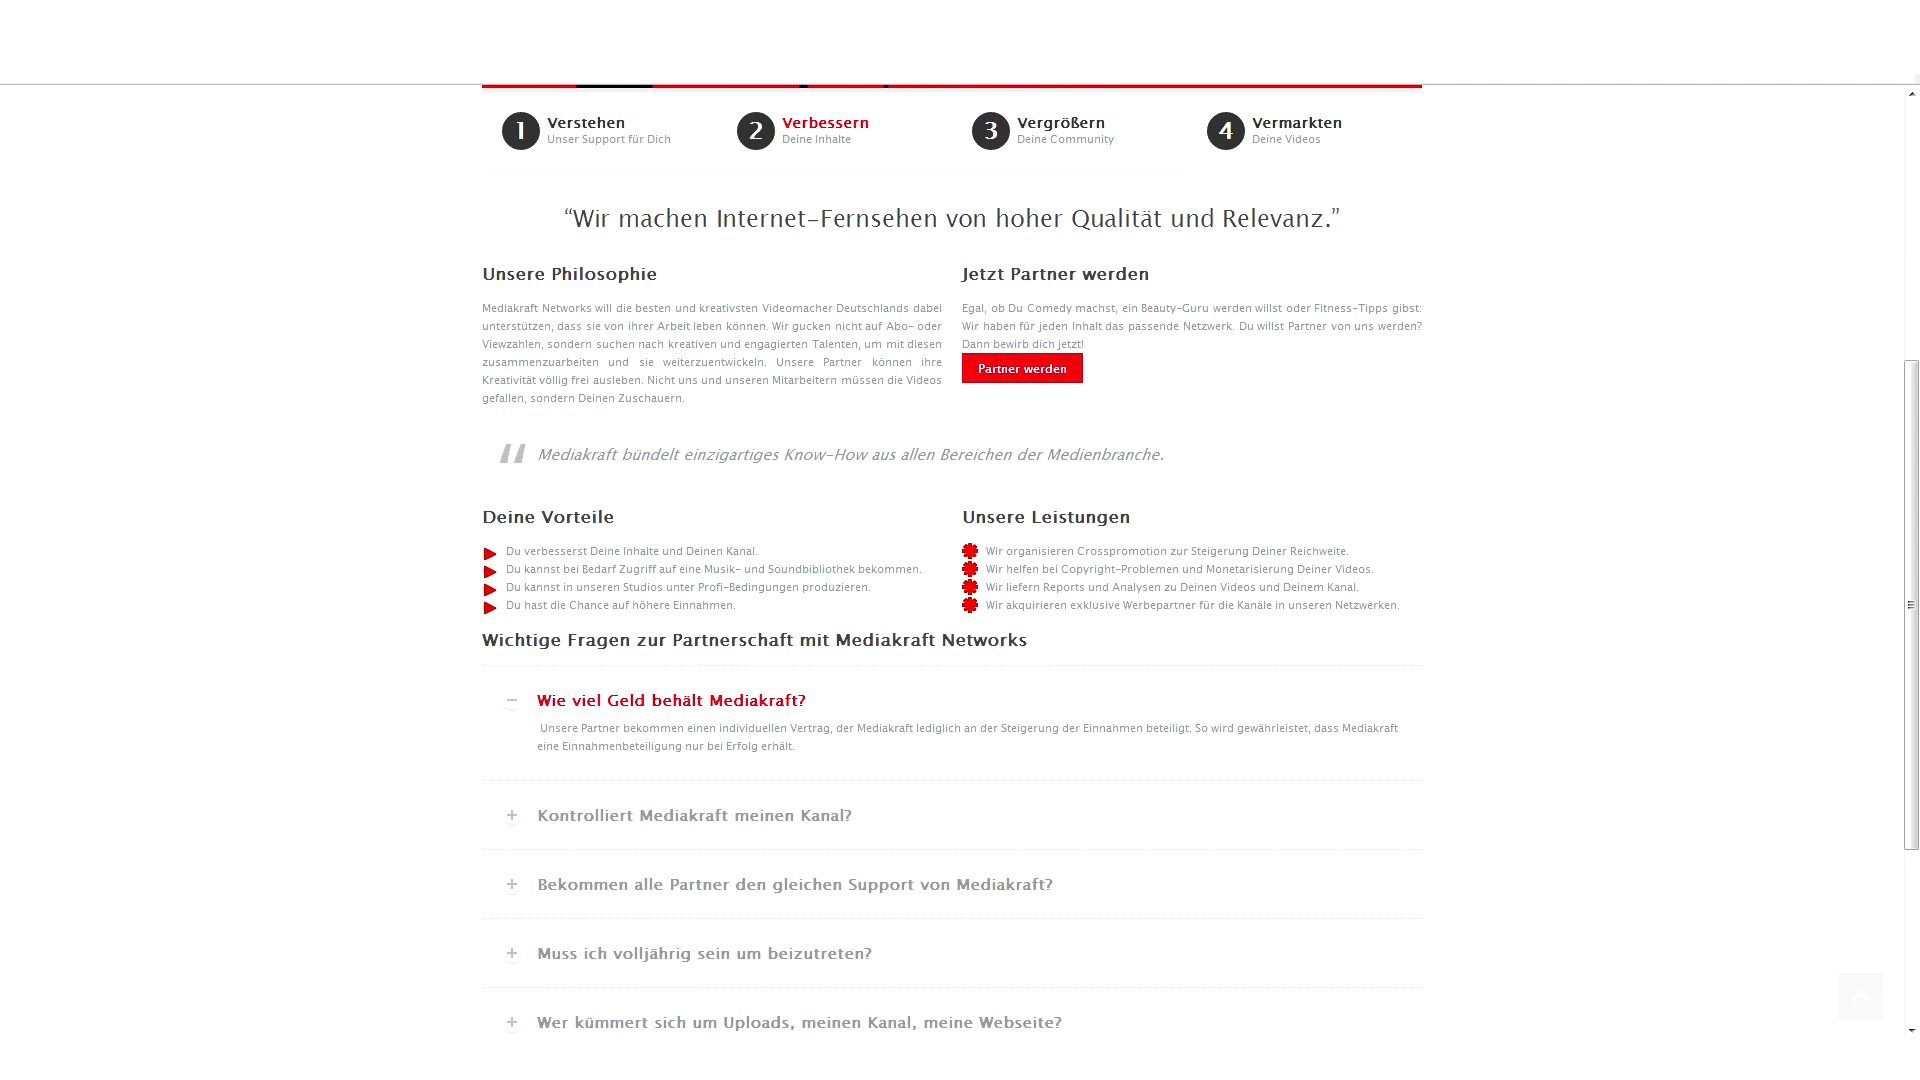 1 Verstehen
Unser Support für Dich
2 Verbessern
Deine Inhalte
3 Vergrößern
Deine Community
4 Vermarkten
Deine Videos
“Wir machen Internet-Fernsehen von hoher Qualität und Relevanz.”
Unsere Philosophie
Mediakraft Networks will die besten und kreativsten Videomacher Deutschlands dabei
unterstützen, dass sie von ihrer Arbeit leben können. Wir gucken nicht auf Abo- oder
Viewzahlen, sondern suchen nach kreativen und engagierten Talenten, um mit diesen
zusammenzuarbeiten und sie weiterzuentwickeln. Unsere Partner können ihre
Kreativität völlig frei ausleben. Nicht uns und unseren Mitarbeitern müssen die Videos
gefallen, sondern Deinen Zuschauern.
Jetzt Partner werden
Egal, ob Du Comedy machst, ein Beauty-Guru werden willst oder Fitness-Tipps gibst:
Wir haben für jeden Inhalt das passende Netzwerk. Du willst Partner von uns werden?
Dann bewirb dich jetzt!
Partner werden
Mediakraft bündelt einzigartiges Know-How aus allen Bereichen der Medienbranche.
Deine Vorteile
Du verbesserst Deine Inhalte und Deinen Kanal.
Du kannst bei Bedarf Zugriff auf eine Musik- und Soundbibliothek bekommen.
Du kannst in unseren Studios unter Profi-Bedingungen produzieren.
Du hast die Chance auf höhere Einnahmen.
Unsere Leistungen
Wir organisieren Crosspromotion zur Steigerung Deiner Reichweite.
Wir helfen bei Copyright-Problemen und Monetarisierung Deiner Videos.
Wir liefern Reports und Analysen zu Deinen Videos und Deinem Kanal.
Wir akquirieren exklusive Werbepartner für die Kanäle in unseren Netzwerken.
Wichtige Fragen zur Partnerschaft mit Mediakraft Networks
Wie viel Geld behält Mediakraft?
Unsere Partner bekommen einen individuellen Vertrag, der Mediakraft lediglich an der Steigerung der Einnahmen beteiligt. So wird gewährleistet, dass Mediakraft
eine Einnahmenbeteiligung nur bei Erfolg erhält.
Kontrolliert Mediakraft meinen Kanal?
Bekommen alle Partner den gleichen Support von Mediakraft?
Muss ich volljährig sein um beizutreten?
Wer kümmert sich um Uploads, meinen Kanal, meine Webseite?